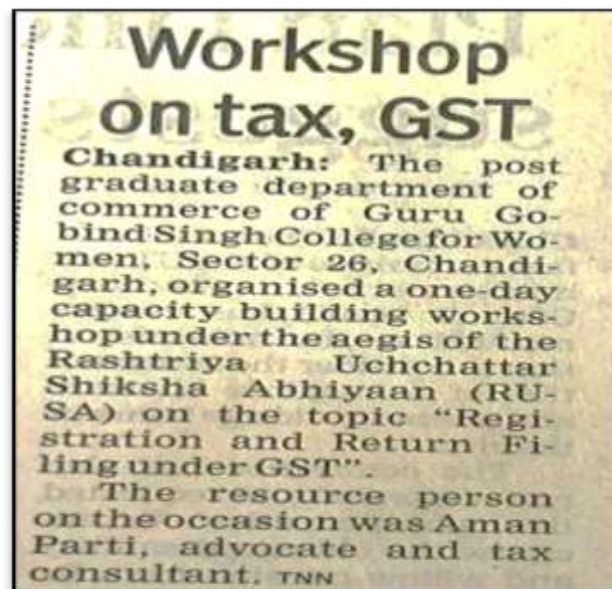 Workshop
on tax, GST
Chandigarh: The post
graduate department of
commerce of Guru Go-
bind Singh College for Wo-
men, Sector 26, Chandi-
garh, organised a one-day
capacity building works-
hop under the aegis of the
Rashtriya Uchchattar
Shiksha Abhiyaan (RU-
SA) on the topic “Regi-
stration and Return Fi-
ling under GST”.
The resource person
on the occasion was Aman
Parti, advocate and tax
consultant. TNN